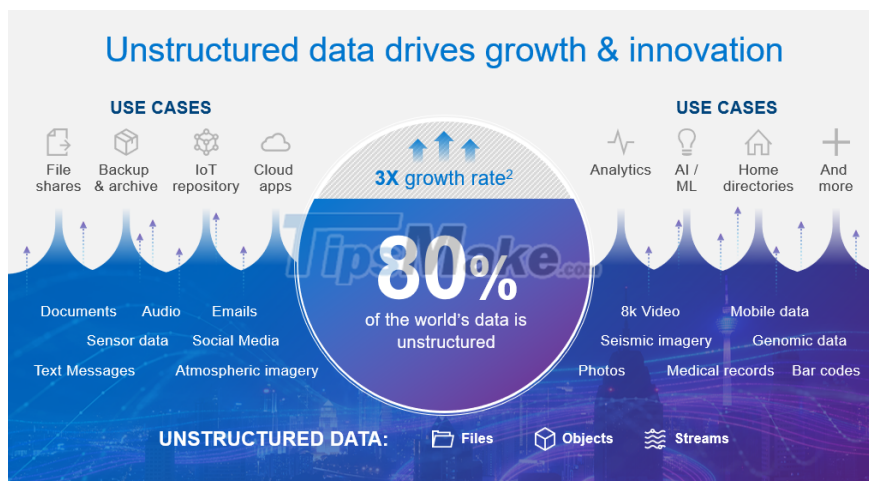 Unstructured data drives growth & innovation
USE CASES
File
shares
Backup
& archive
IoT
repository
Cloud
apps
3X growth rate2
USE CASES
Analytics
AI /
ML
Home
directories
And
more
TipsMake.com
80%
of the world's data is
unstructured
Documents
Audio
Emails
Sensor data
Social Media
Text Messages
Atmospheric imagery
8k Video
Mobile data
Seismic imagery
Genomic data
Photos
Medical records
Bar codes
UNSTRUCTURED DATA:
Files
Objects
Streams